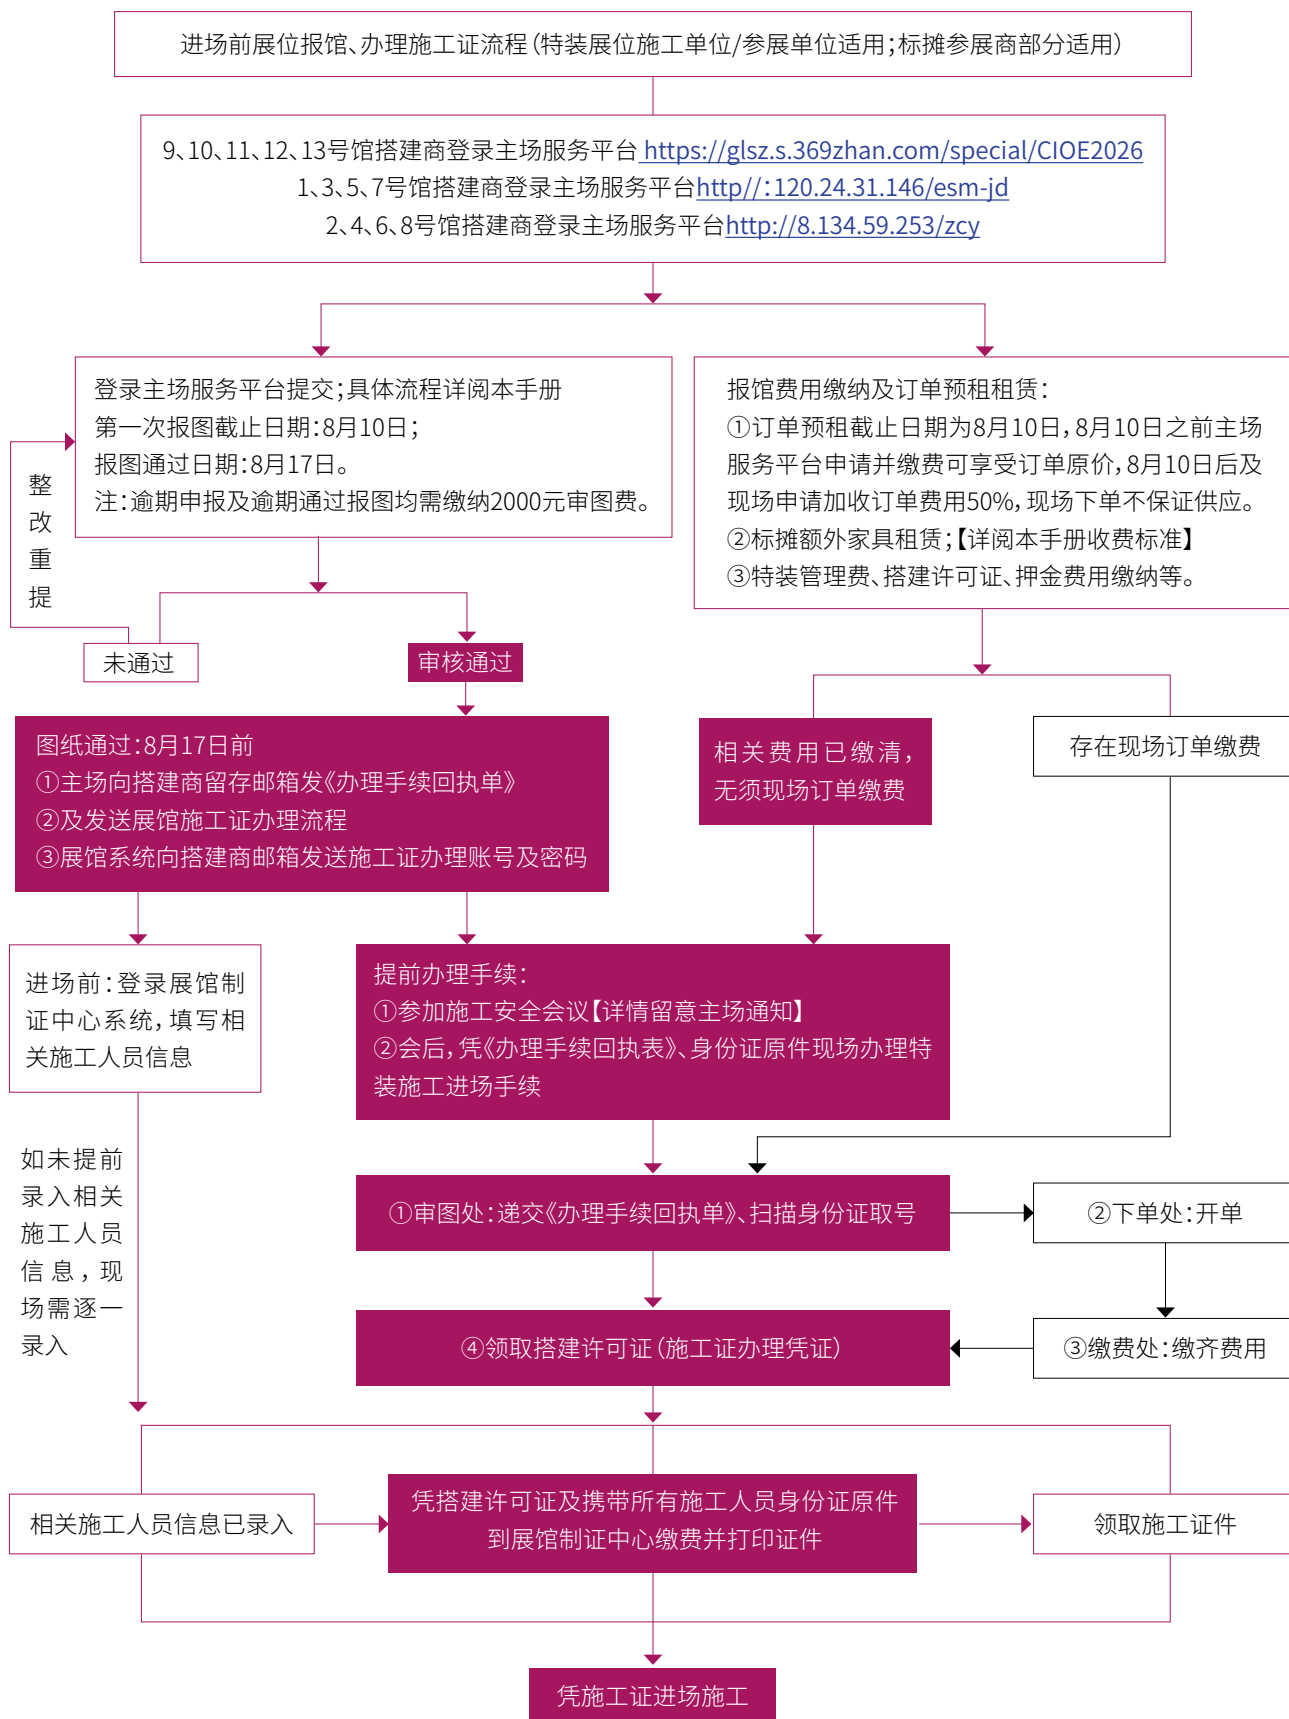 进场前展位报馆、办理施工证流程（特装展位施工单位/参展单位适用；标摊参展商部分适用）
9、10、11、12、13号馆搭建商登录主场服务平台 https://glsz.s.369zhan.com/special/CIOE2026
1、3、5、7号馆搭建商登录主场服务平台http//:120.24.31.146/esm-jd
2、4、6、8号馆搭建商登录主场服务平台http://8.134.59.253/zcy
登录主场服务平台提交；具体流程详阅本手册
第一次报图截止日期：8月10日；
报图通过日期：8月17日。
注：逾期申报及逾期通过报图均需缴纳2000元审图费。
整
改
重
提
报馆费用缴纳及订单预租租赁：
①订单预租截止日期为8月10日，8月10日之前主场
服务平台申请并缴费可享受订单原价，8月10日后及
现场申请加收订单费用50%，现场下单不保证供应。
②标摊额外家具租赁；【详阅本手册收费标准】
③特装管理费、搭建许可证、押金费用缴纳等。
未通过
审核通过
图纸通过：8月17日前
①主场向搭建商留存邮箱发《办理手续回执单》
②及发送展馆施工证办理流程
③展馆系统向搭建商邮箱发送施工证办理账号及密码
相关费用已缴清，
无须现场订单缴费
存在现场订单缴费
进场前：登录展馆制
证中心系统，填写相
关施工人员信息
提前办理手续：
①参加施工安全会议【详情留意主场通知】
②会后，凭《办理手续回执表》、身份证原件现场办理特
装施工进场手续
如未提前
录入相关
施工人员
信息，现
场需逐一
录入
①审图处：递交《办理手续回执单》、扫描身份证取号
②下单处：开单
④领取搭建许可证（施工证办理凭证）
③缴费处：缴齐费用
相关施工人员信息已录入
凭搭建许可证及携带所有施工人员身份证原件
到展馆制证中心缴费并打印证件
领取施工证件
凭施工证进场施工